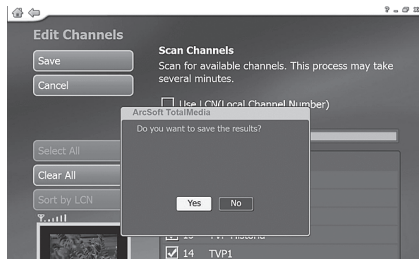 Edit Channels
Save
Cancel
Scan Channels
Scan for available channels. This process may take
several minutes.
Use LCN(Local Channel Number)
ArcSoft TotalMedia
Do you want to save the results?
Yes
No
Select All
Clear All
Sort by LCN
14 TVP1